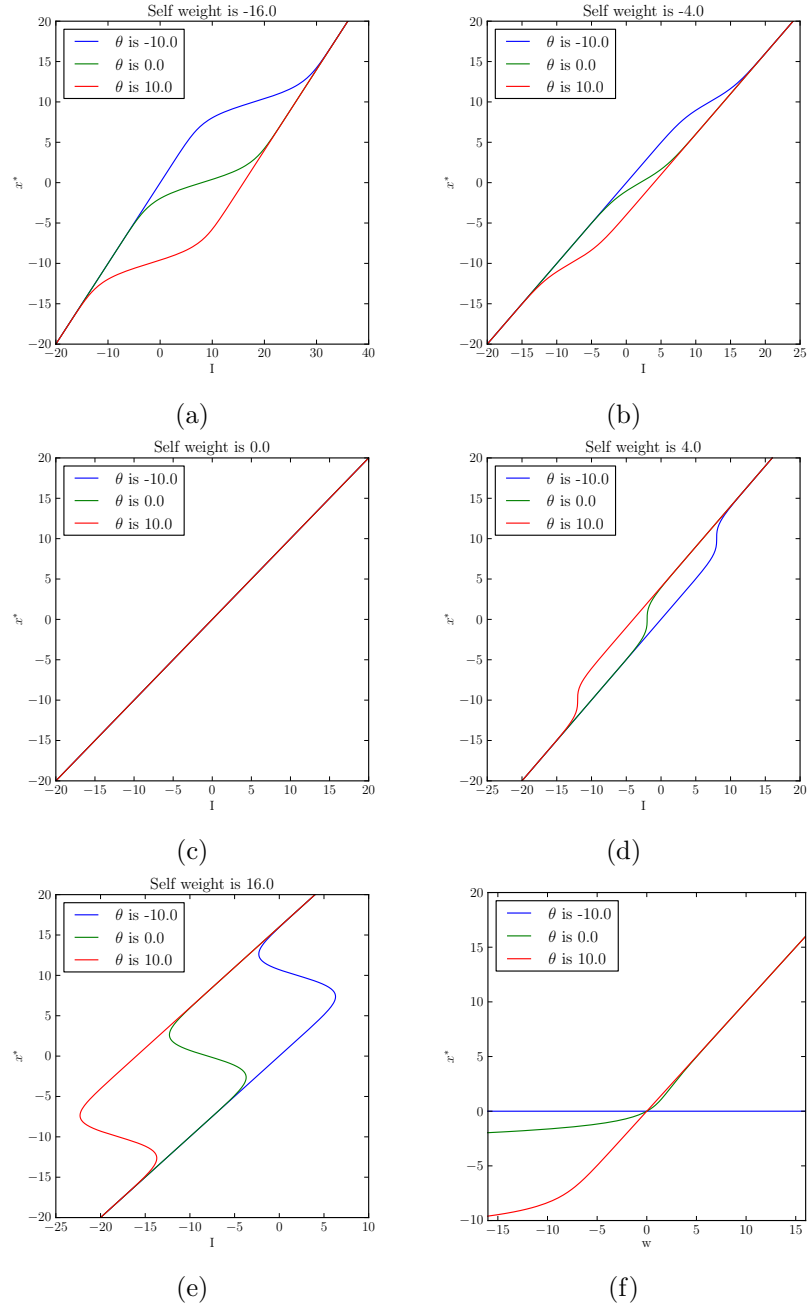 Self weight is -16.0
20
15
10
5
0
−5
−10
−15
−20
x*
θ is -10.0
θ is 0.0
θ is 10.0
−20 −10 0 10 20 30 40
I
(a)
Self weight is -4.0
20
15
10
5
0
−5
−10
−15
−20
x*
θ is -10.0
θ is 0.0
θ is 10.0
−20 −15 −10 −5 0 5 10 15 20 25
I
(b)
Self weight is 0.0
20
15
10
5
0
−5
−10
−15
−20
x*
θ is -10.0
θ is 0.0
θ is 10.0
−20 −15 −10 −5 0 5 10 15 20
I
(c)
Self weight is 4.0
20
15
10
5
0
−5
−10
−15
−20
x*
θ is -10.0
θ is 0.0
θ is 10.0
−25 −20 −15 −10 −5 0 5 10 15 20
I
(d)
Self weight is 16.0
20
15
10
5
0
−5
−10
−15
−20
x*
θ is -10.0
θ is 0.0
θ is 10.0
−25 −20 −15 −10 −5 0 5 10
I
(e)
20
15
10
5
0
−5
−10
x*
θ is -10.0
θ is 0.0
θ is 10.0
−15 −10 −5 0 5 10 15
w
(f)